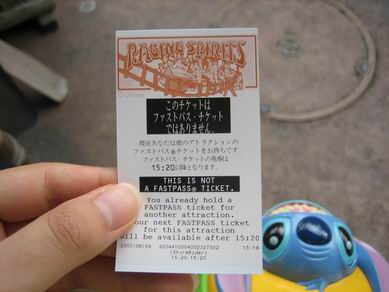 RAGING SPIRITS
© Disney
このチケットは
ファストパス・チケット
ではありません。
現在あなたは他のアトラクションの
ファストパス®チケットをお持ちです。
ファストパス・チケットの発券は
15:20以降となります。
THIS IS NOT
A FASTPASS® TICKET.
You already hold a
FASTPASS ticket for
another attraction.
our next FASTPASS ticket
for this attraction
will be available after 15:20
2007/06/09 4204410004002327302 15:19
(StormRider)
15:20-16:20